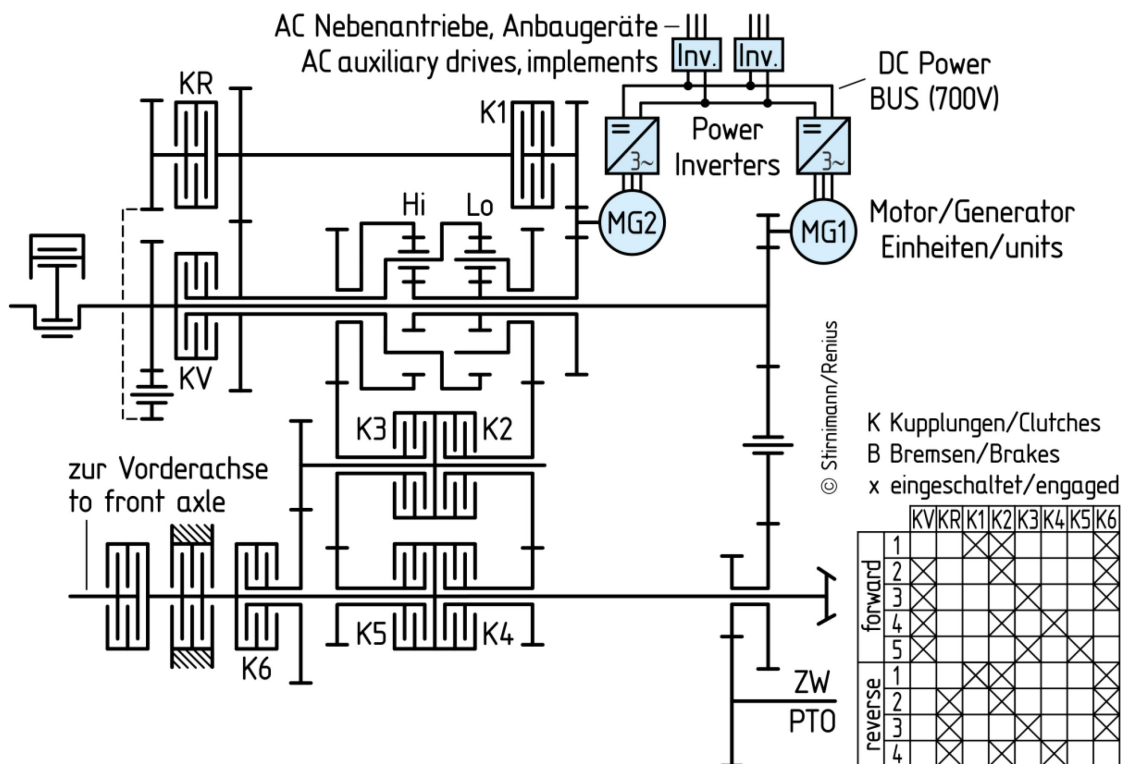 AC Nebenantriebe, Anbaugeräte
AC auxiliary drives, implements
Inv.
Inv.
DC Power
BUS (700V)
KR
K1
=
3~
Power
Inverters
=
3~
Hi
Lo
MG2
MG1
Motor/Generator
Einheiten/units
KV
© Stirnimann/Renius
K3
K2
K Kupplungen/Clutches
B Bremsen/Brakes
x eingeschaltet/engaged
zur Vorderachse
to front axle
K5
K4
K6
ZW
PTO
KV KR K1 K2 K3 K4 K5 K6
forward
1
2
3
4
5
reverse
1
2
3
4